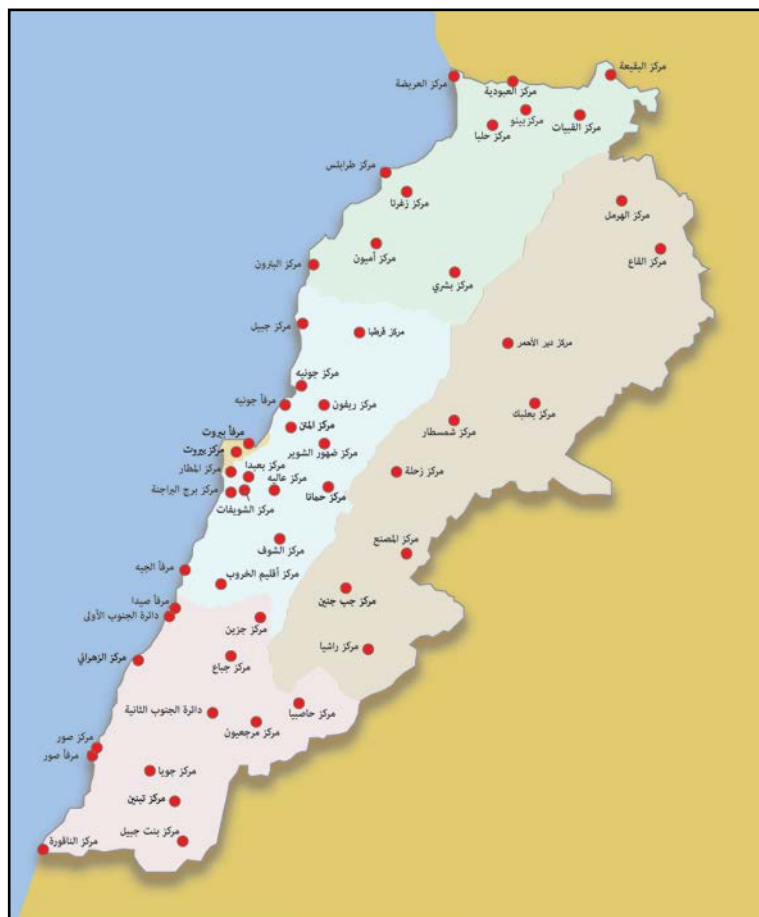 مركز البقيعة
مركز العريضة
مركز العبودية
مركز بينو
مركز القبيات
مركز حلبا
مركز طرابلس
مركز زغرتا
مركز الهرمل
مركز أميون
مركز القاع
مركز البترون
مركز بشري
مركز جبيل
مركز قرطبا
مركز دير الأحمر
مركز جونيه
مرفأ جونيه
مركز ريفون
مركز بعلبك
مركز المتن
مركز شمسطار
مرفأ بيروت
مركز ضهور الشوير
مركز بيروت
مركز بعبدا
مركز المطار
مركز زحلة
مركز عاليه
مركز برج البراجنة
مركز حمانا
مركز الشويفات
مركز المصنع
مركز الشوف
مرفأ الجيه
مركز أقليم الخروب
مركز جب جنين
مرفأ صيدا
دائرة الجنوب الأولى
مركز جزين
مركز راشيا
مركز الزهراني
مركز جباع
مركز حاصبيا
دائرة الجنوب الثانية
مركز مرجعيون
مركز صور
مرفأ صور
مركز جويا
مركز تبنين
مركز بنت جبيل
مركز الناقورة